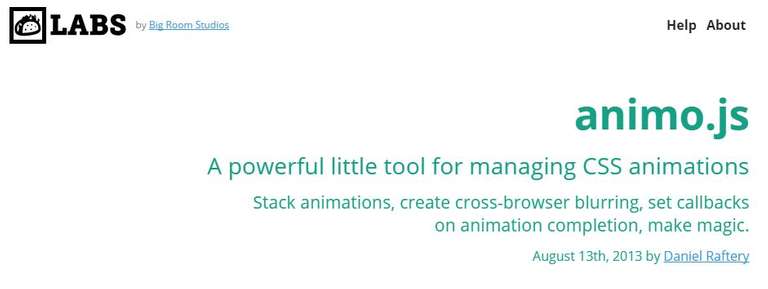 LABS by Big Room Studios
Help About
animo.js
A powerful little tool for managing CSS animations
Stack animations, create cross-browser blurring, set callbacks
on animation completion, make magic.
August 13th, 2013 by Daniel Raftery